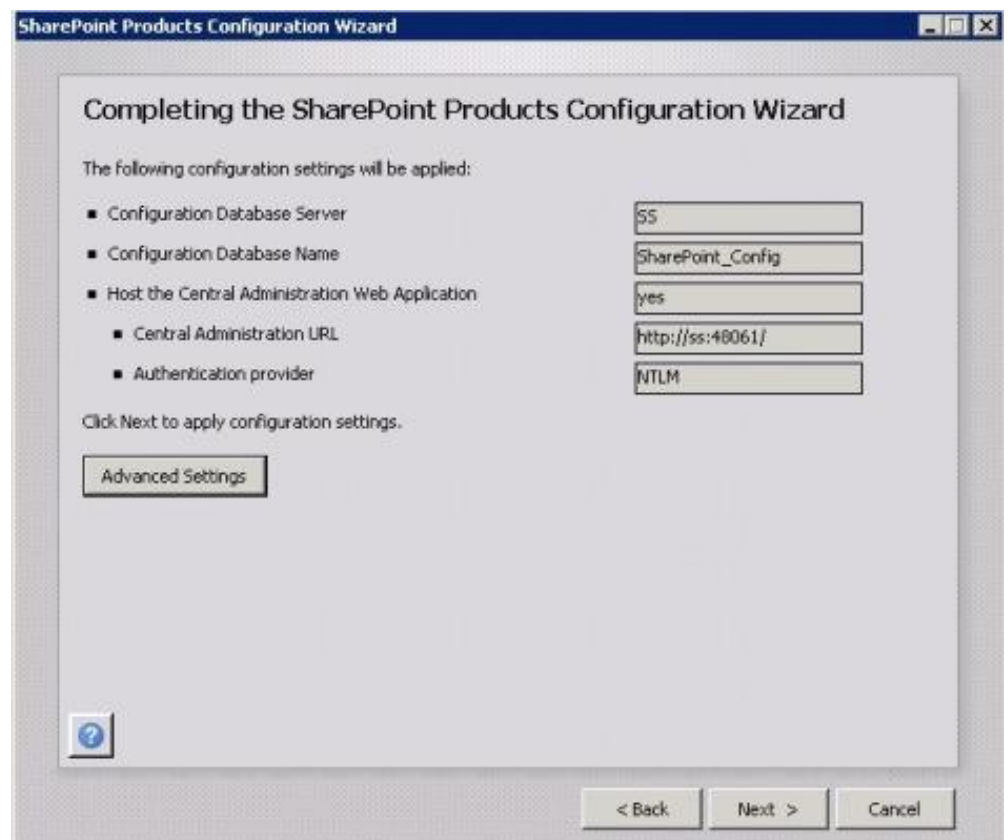 SharePoint Products Configuration Wizard
Completing the SharePoint Products Configuration Wizard
The following configuration settings will be applied:
Configuration Database Server SS
Configuration Database Name SharePoint_Config
Host the Central Administration Web Application yes
Central Administration URL http://ss:48061/
Authentication provider NTLM
Click Next to apply configuration settings.
Advanced Settings
?
< Back Next > Cancel